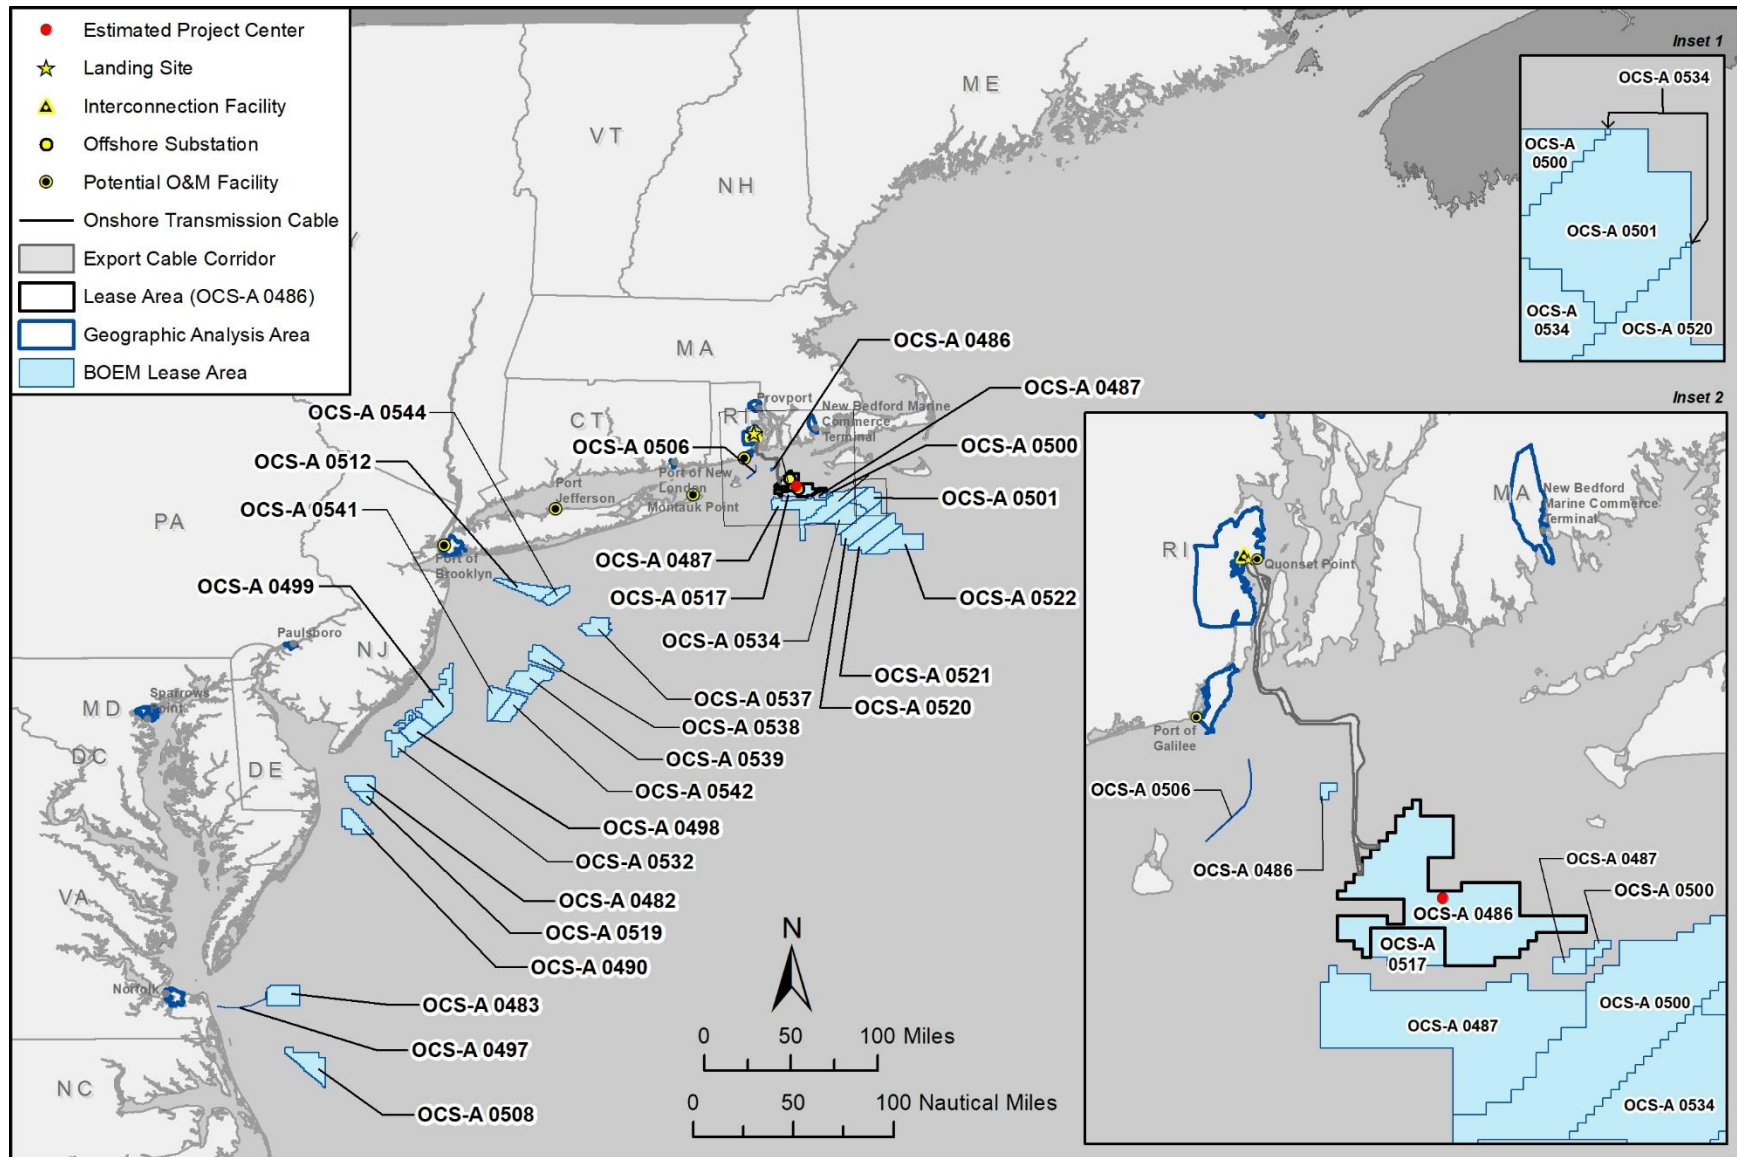 Estimated Project Center
Landing Site
Interconnection Facility
Offshore Substation
Potential O&M Facility
Onshore Transmission Cable
Export Cable Corridor
Lease Area (OCS-A 0486)
Geographic Analysis Area
BOEM Lease Area
ME
VT
NH
MA
CT
RI
PA
NJ
MD
DC
DE
VA
NC
Provport
New Bedford Marine
Commerce
Terminal
Port of New
London
Montauk Point
Port
Jefferson
Port of
Brooklyn
Paulsboro
Sparrows
Point
Norfolk
OCS-A 0486
OCS-A 0487
OCS-A 0544
OCS-A 0506
OCS-A 0500
OCS-A 0512
OCS-A 0501
OCS-A 0541
OCS-A 0487
OCS-A 0499
OCS-A 0517
OCS-A 0522
OCS-A 0534
OCS-A 0521
OCS-A 0537
OCS-A 0520
OCS-A 0538
OCS-A 0539
OCS-A 0542
OCS-A 0498
OCS-A 0532
OCS-A 0482
OCS-A 0519
OCS-A 0490
OCS-A 0483
OCS-A 0497
OCS-A 0508
N
0 50 100 Miles
0 50 100 Nautical Miles
Inset 1
OCS-A 0534
OCS-A
0500
OCS-A 0501
OCS-A
0534
OCS-A 0520
Inset 2
MA
New Bedford
Marine Commerce
Terminal
RI
Quonset Point
Port of
Galilee
OCS-A 0506
OCS-A 0486
OCS-A 0487
OCS-A 0500
OCS-A 0486
OCS-A
0517
OCS-A 0500
OCS-A 0487
OCS-A 0534